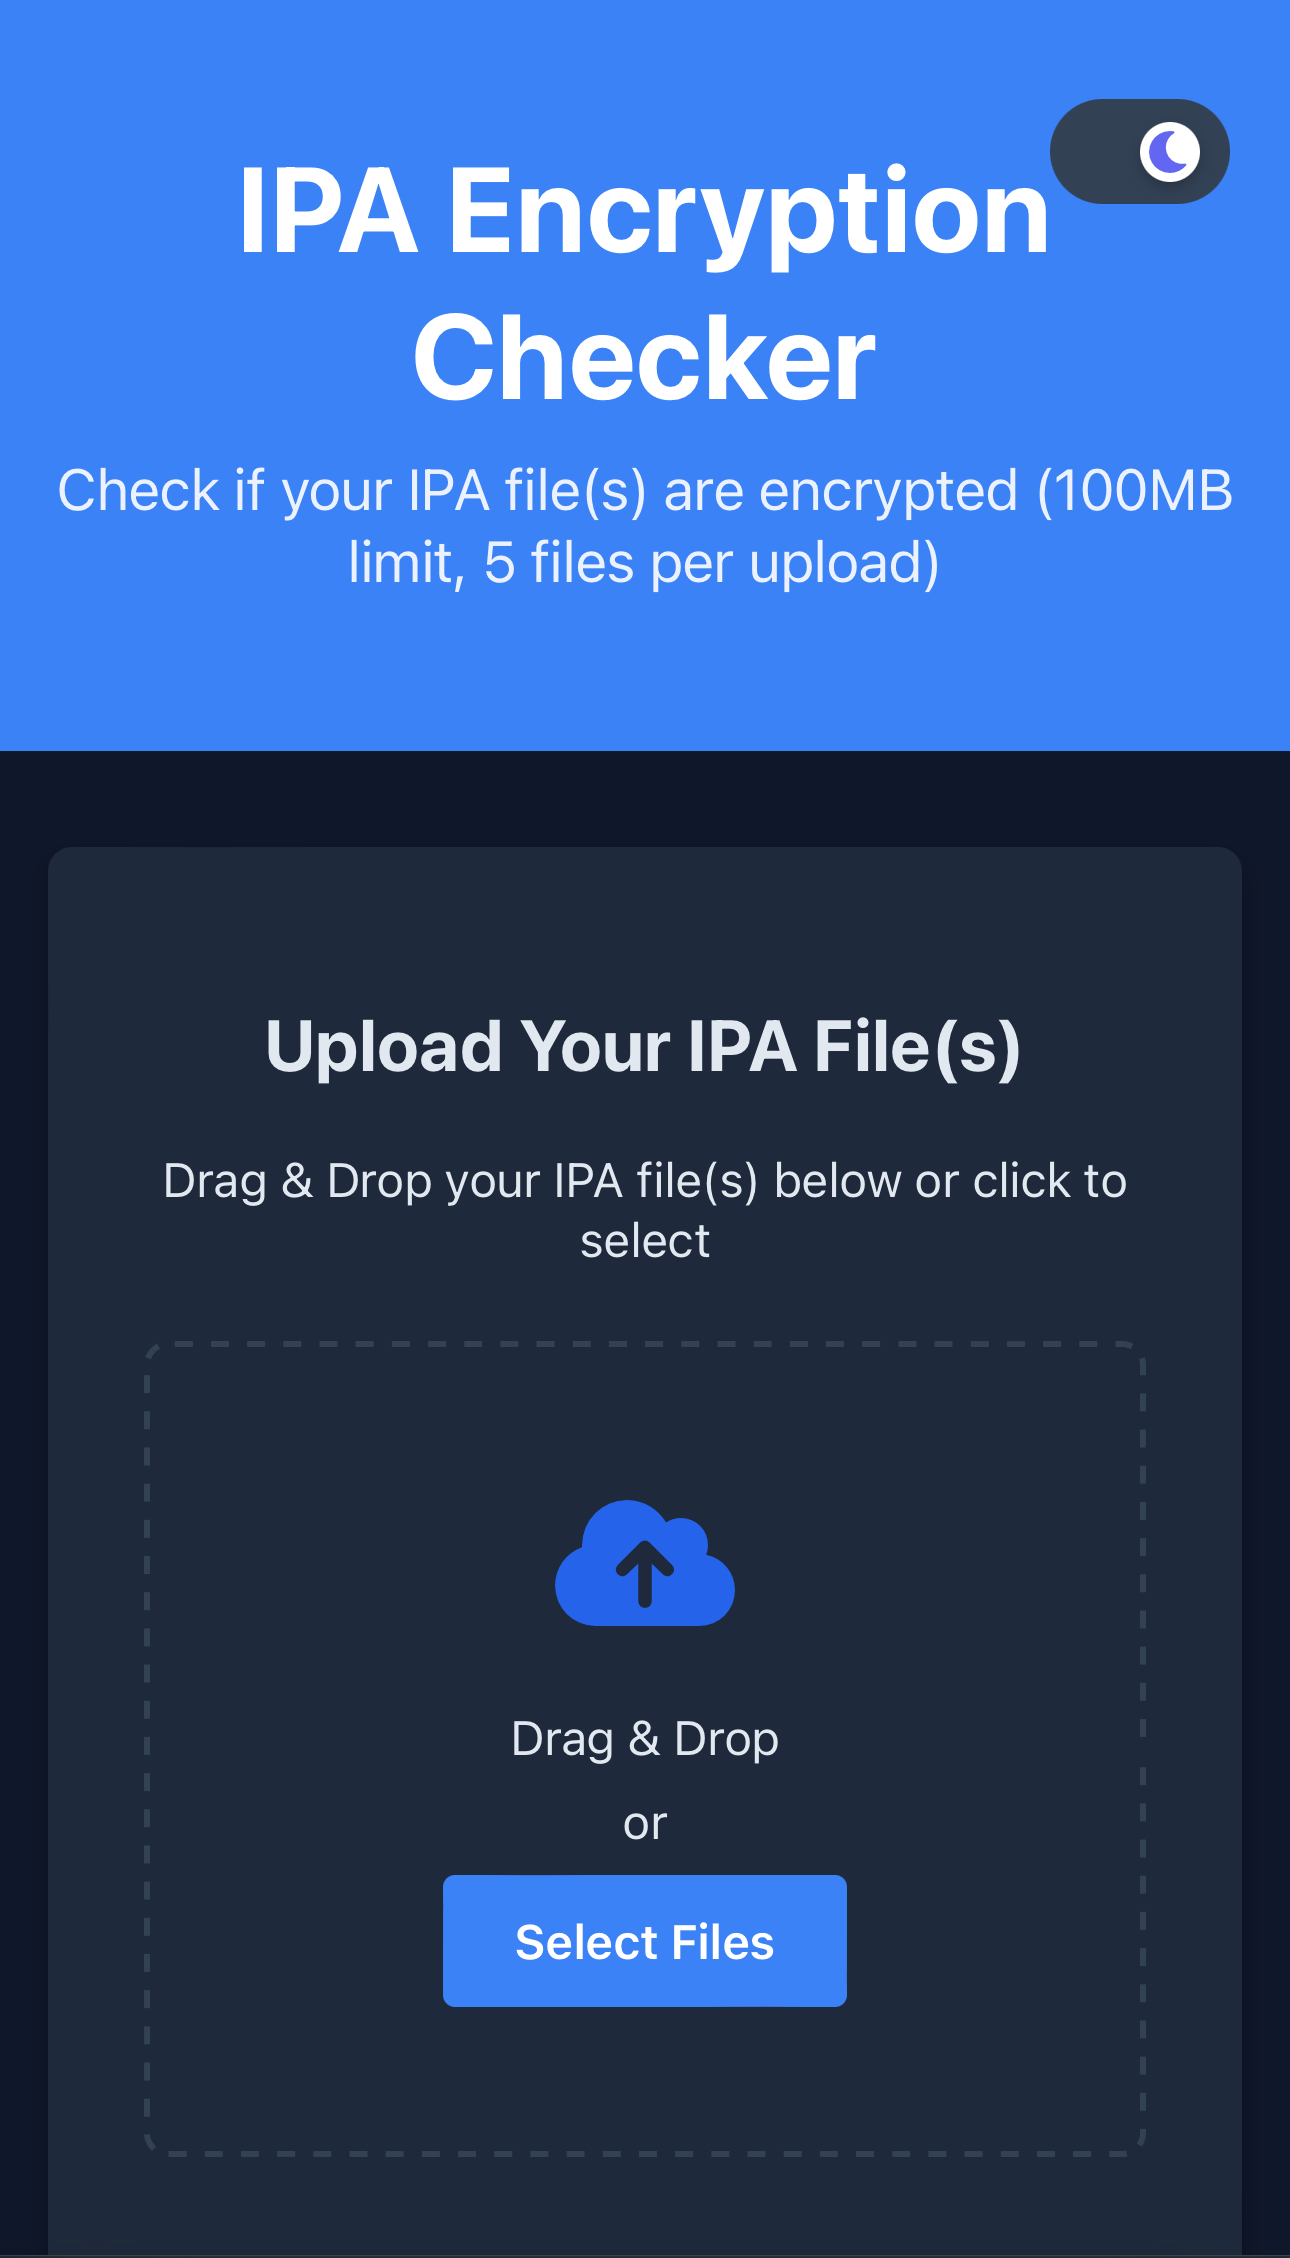 IPA Encryption
Checker
Check if your IPA file(s) are encrypted (100MB
limit, 5 files per upload)
Upload Your IPA File(s)
Drag & Drop your IPA file(s) below or click to
select
Drag & Drop
or
Select Files